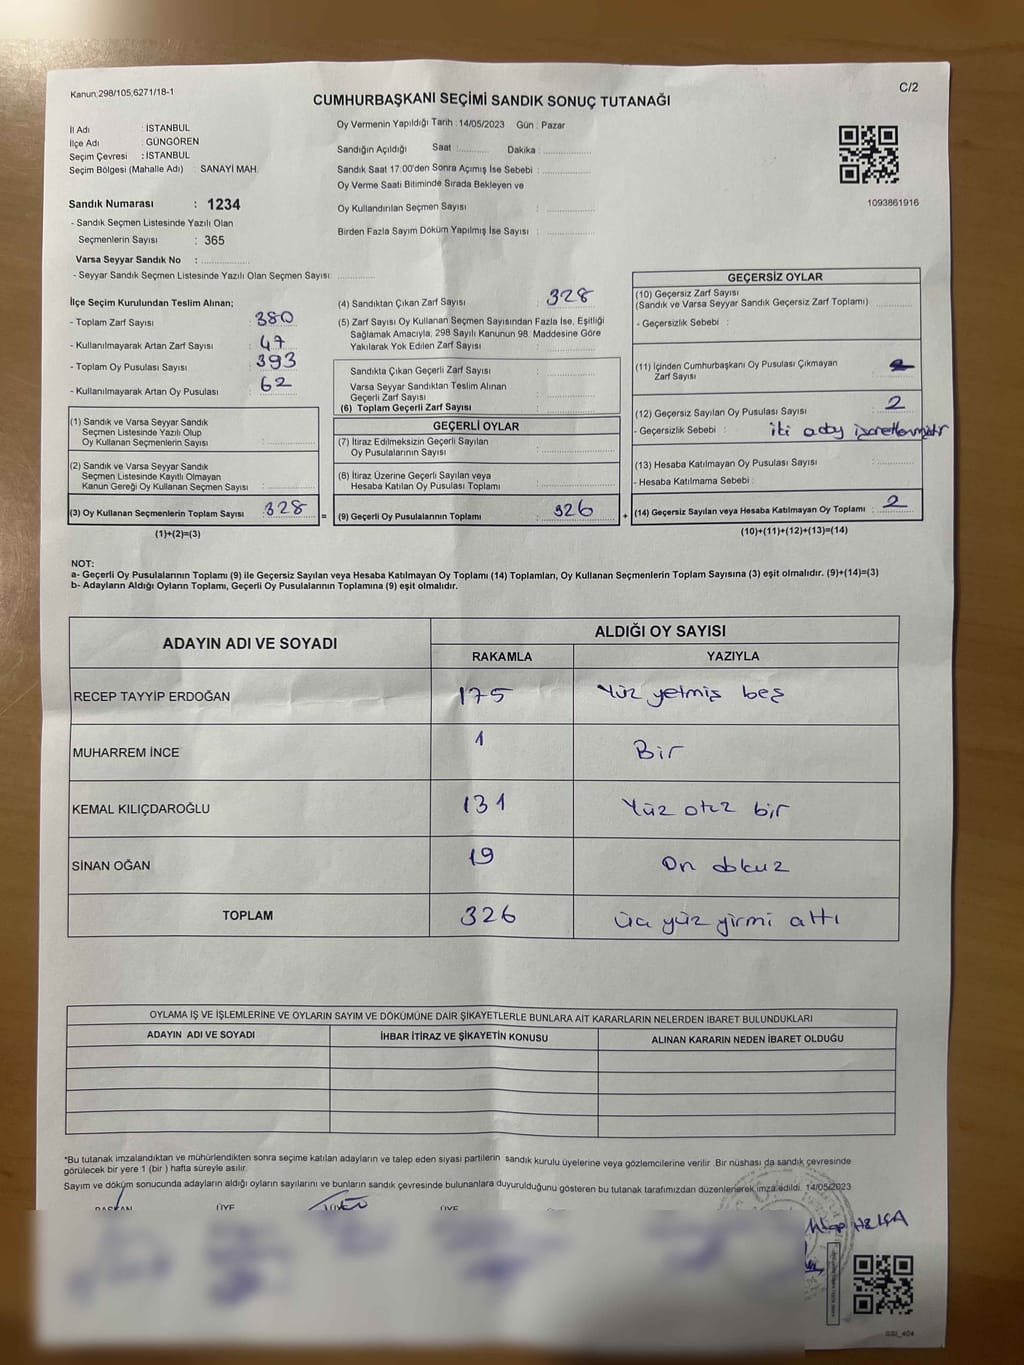 Kanun:298/105,6271/18-1
C/2
CUMHURBAŞKANI SEÇİMİ SANDIK SONUÇ TUTANAĞI
İl Adı : İSTANBUL
İlçe Adı : GÜNGÖREN
Seçim Çevresi : İSTANBUL
Seçim Bölgesi (Mahalle Adı) : SANAYİ MAH.
Sandık Numarası : 1234
- Sandık Seçmen Listesinde Yazılı Olan
Seçmenlerin Sayısı : 365
Varsa Seyyar Sandık No : ..............
- Seyyar Sandık Seçmen Listesinde Yazılı Olan Seçmen Sayısı: ............
Oy Vermenin Yapıldığı Tarih : 14/05/2023 Gün : Pazar
Sandığın Açıldığı Saat :......... Dakika : ..............
Sandık Saat 17:00'den Sonra Açımış İse Sebebi : ..............
Oy Verme Saati Bitiminde Sırada Bekleyen ve
Oy Kullandırılan Seçmen Sayısı : ..............
Birden Fazla Sayım Döküm Yapılmış İse Sayısı : ..............
1093861916
İlçe Seçim Kurulundan Teslim Alınan;
- Toplam Zarf Sayısı : 380
- Kullanılmayarak Artan Zarf Sayısı : 47
- Toplam Oy Pusulası Sayısı : 393
- Kullanılmayarak Artan Oy Pusulası : 62
(1) Sandık ve Varsa Seyyar Sandık
Seçmen Listesinde Yazılı Olup
Oy Kullanan Seçmenlerin Sayısı : ..............
(2) Sandık ve Varsa Seyyar Sandık
Seçmen Listesinde Kayıtlı Olmayan
Kanun Gereği Oy Kullanan Seçmen Sayısı : ..............
(3) Oy Kullanan Seçmenlerin Toplam Sayısı : 328
(1)+(2)=(3)
=
(4) Sandıktan Çıkan Zarf Sayısı : 328
(5) Zarf Sayısı Oy Kullanan Seçmen Sayısından Fazla İse, Eşitliği
Sağlamak Amacıyla, 298 Sayılı Kanunun 98. Maddesine Göre
Yakılarak Yok Edilen Zarf Sayısı : ..............
Sandıkta Çıkan Geçerli Zarf Sayısı : ..............
Varsa Seyyar Sandıktan Teslim Alınan
Geçerli Zarf Sayısı : ..............
(6) Toplam Geçerli Zarf Sayısı : ..............
GEÇERLİ OYLAR
(7) İtiraz Edilmeksizin Geçerli Sayılan
Oy Pusulalarının Sayısı : ..............
(8) İtiraz Üzerine Geçerli Sayılan veya
Hesaba Katılan Oy Pusulası Toplamı : ..............
(9) Geçerli Oy Pusulalarının Toplamı : 326
+
GEÇERSİZ OYLAR
(10) Geçersiz Zarf Sayısı
(Sandık ve Varsa Seyyar Sandık Geçersiz Zarf Toplamı) ............
- Geçersizlik Sebebi :
(11) İçinden Cumhurbaşkanı Oy Pusulası Çıkmayan
Zarf Sayısı :
(12) Geçersiz Sayılan Oy Pusulası Sayısı : 2
- Geçersizlik Sebebi : iki aday işaretlenmiştir
(13) Hesaba Katılmayan Oy Pusulası Sayısı : ............
- Hesaba Katılmama Sebebi :
(14) Geçersiz Sayılan veya Hesaba Katılmayan Oy Toplamı : 2
(10)+(11)+(12)+(13)=(14)
NOT:
a- Geçerli Oy Pusulalarının Toplamı (9) ile Geçersiz Sayılan veya Hesaba Katılmayan Oy Toplamı (14) Toplamları, Oy Kullanan Seçmenlerin Toplam Sayısına (3) eşit olmalıdır. (9)+(14)=(3)
b- Adayların Aldığı Oyların Toplamı, Geçerli Oy Pusulalarının Toplamına (9) eşit olmalıdır.
ADAYIN ADI VE SOYADI
ALDIĞI OY SAYISI
RAKAMLA YAZIYLA
RECEP TAYYİP ERDOĞAN 175 Yüz yetmiş beş
MUHARREM İNCE 1 Bir
KEMAL KILIÇDAROĞLU 131 Yüz otuz bir
SİNAN OĞAN 19 On dokuz
TOPLAM 326 üç yüz yirmi altı
OYLAMA İŞ VE İŞLEMLERİNE VE OYLARIN SAYIM VE DÖKÜMÜNE DAİR ŞİKAYETLERLE BUNLARA AİT KARARLARIN NELERDEN İBARET BULUNDUKLARI
ADAYIN ADI VE SOYADI İHBAR İTİRAZ VE ŞİKAYETİN KONUSU ALINAN KARARIN NEDEN İBARET OLDUĞU
*Bu tutanak imzalandıktan ve mühürlendikten sonra seçime katılan adayların ve talep eden siyasi partilerin sandık kurulu üyelerine veya gözlemcilerine verilir. Bir nüshası da sandık çevresinde
görülecek bir yere 1 (bir ) hafta süreyle asılır.
Sayım ve döküm sonucunda adayların aldığı oyların sayılarını ve bunların sandık çevresinde bulunanlara duyurulduğunu gösteren bu tutanak tarafımızdan düzenlenerek imza edildi. 14/05/2023
BAŞKAN ÜYE ÜYE
SSI_404